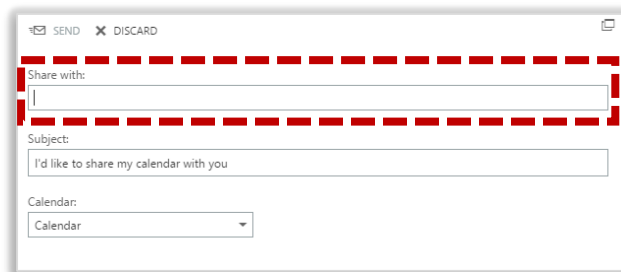 SEND DISCARD
Share with:
Subject:
I'd like to share my calendar with you
Calendar:
Calendar